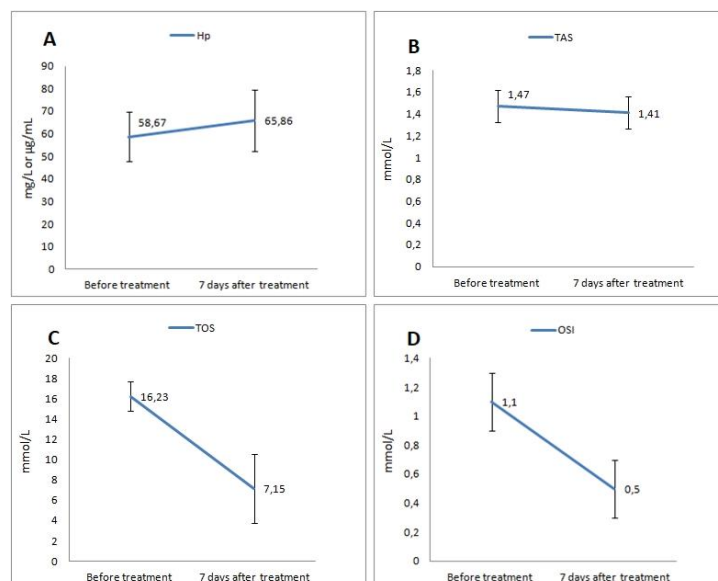 A
Hp
90
80
70
60
50
40
30
20
10
0
mg/L or µg/mL
58,67
65,86
Before treatment
7 days after treatment
B
TAS
1,8
1,6
1,4
1,2
1
0,8
0,6
0,4
0,2
0
mmol/L
1,47
1,41
Before treatment
7 days after treatment
C
TOS
20
18
16
14
12
10
8
6
4
2
0
mmol/L
16,23
7,15
Before treatment
7 days after treatment
D
OSI
1,4
1,2
1
0,8
0,6
0,4
0,2
0
mmol/L
1,1
0,5
Before treatment
7 days after treatment